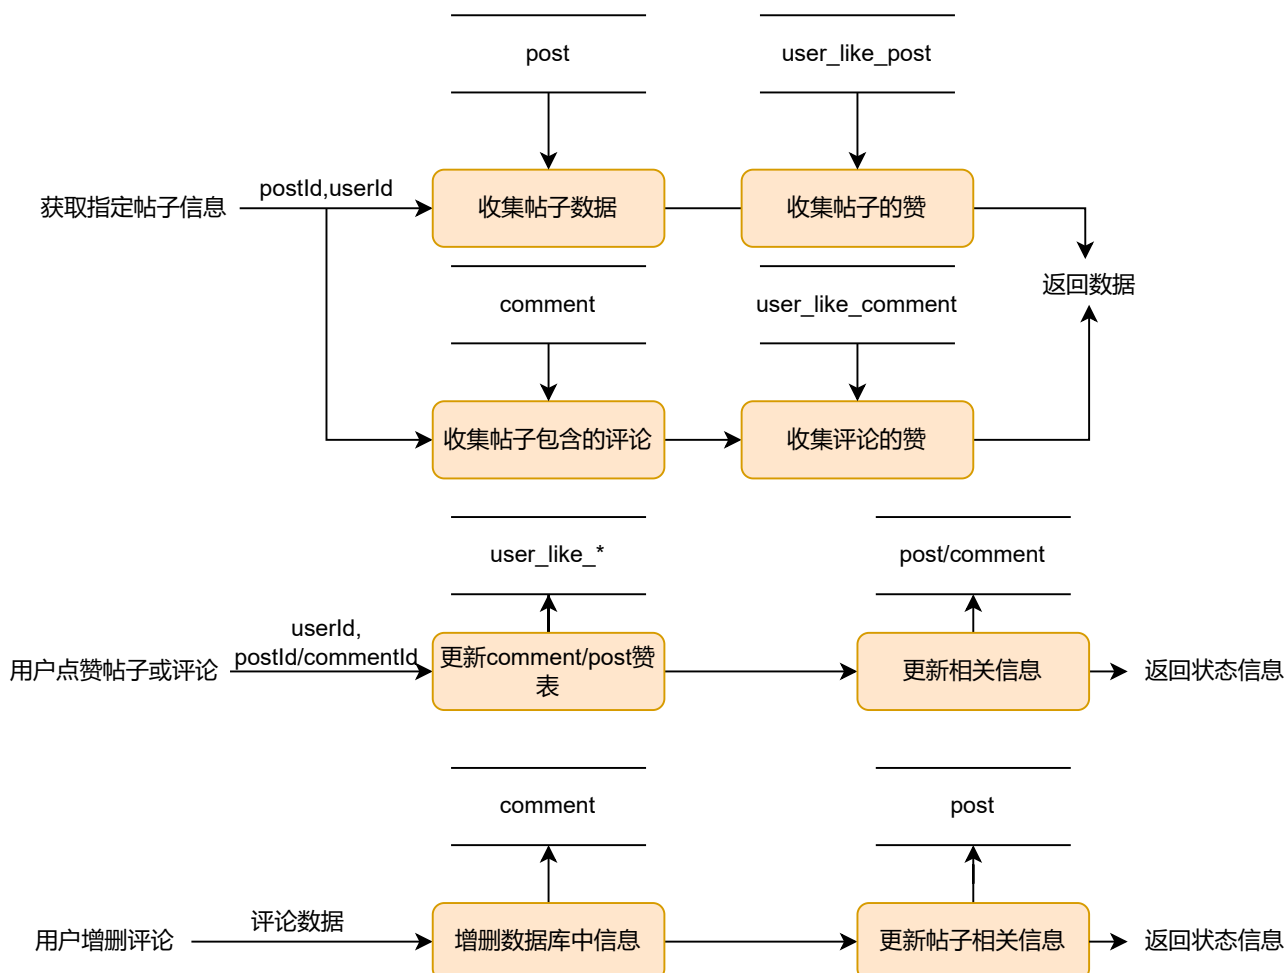 post
user_like_post
获取指定帖子信息
postId,userId
收集帖子数据
收集帖子的赞
返回数据
comment
user_like_comment
收集帖子包含的评论
收集评论的赞
user_like_*
post/comment
用户点赞帖子或评论
userId,
postId/commentId
更新comment/post赞
表
更新相关信息
返回状态信息
comment
post
用户增删评论
评论数据
增删数据库中信息
更新帖子相关信息
返回状态信息